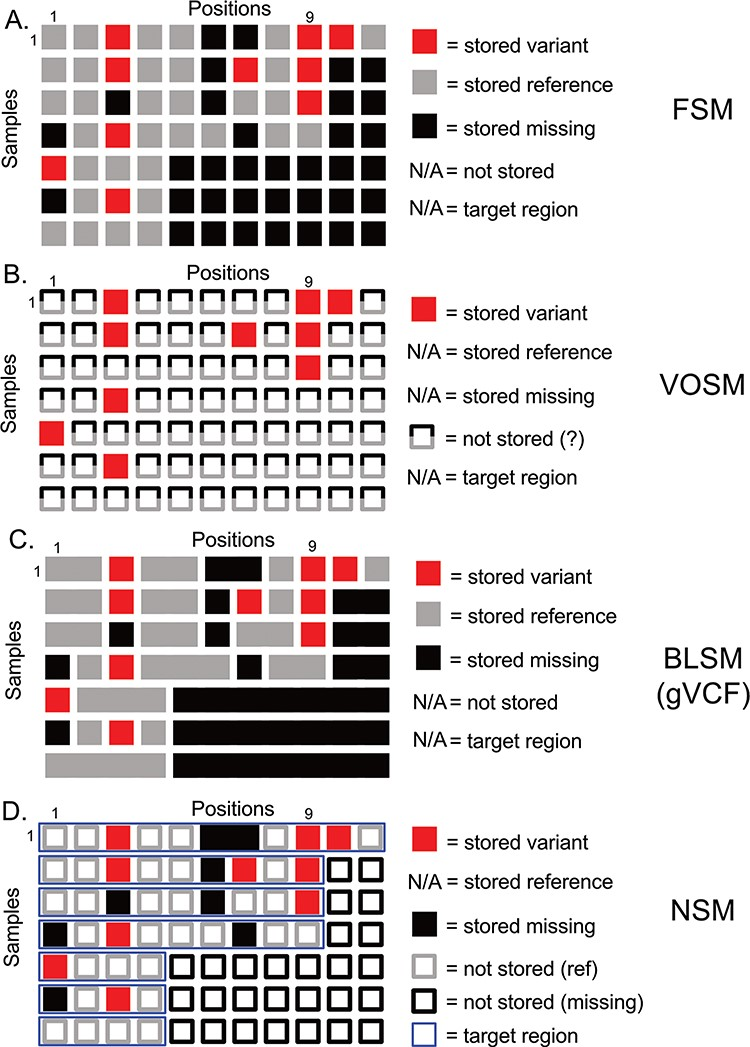 A.
Positions
1
9
1
Samples
= stored variant
= stored reference
= stored missing
N/A = not stored
N/A = target region
FSM
B.
Positions
1
9
1
Samples
= stored variant
N/A = stored reference
N/A = stored missing
= not stored (?)
N/A = target region
VOSM
C.
Positions
1
9
1
Samples
= stored variant
= stored reference
= stored missing
N/A = not stored
N/A = target region
BLSM
(gVCF)
D.
Positions
1
9
1
Samples
= stored variant
N/A = stored reference
= stored missing
= not stored (ref)
= not stored (missing)
= target region
NSM